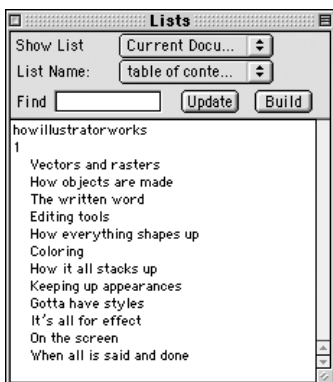 Lists
Show List Current Docu...
List Name: table of conte...
Find Update Build
howillustratorworks
1
Vectors and rasters
How objects are made
The written word
Editing tools
How everything shapes up
Coloring
How it all stacks up
Keeping up appearances
Gotta have styles
It's all for effect
On the screen
When all is said and done